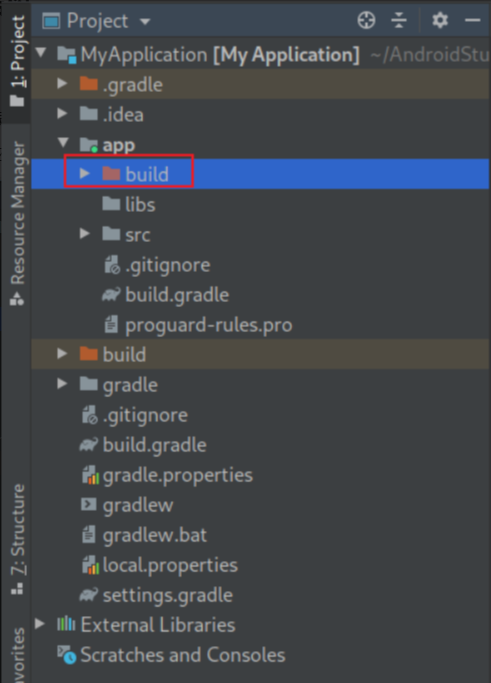 Project
MyApplication [My Application] ~/AndroidStu
.gradle
.idea
app
build
libs
src
.gitignore
build.gradle
proguard-rules.pro
build
gradle
.gitignore
build.gradle
gradle.properties
gradlew
gradlew.bat
local.properties
settings.gradle
External Libraries
Scratches and Consoles
1: Project
Resource Manager
7: Structure
vorites